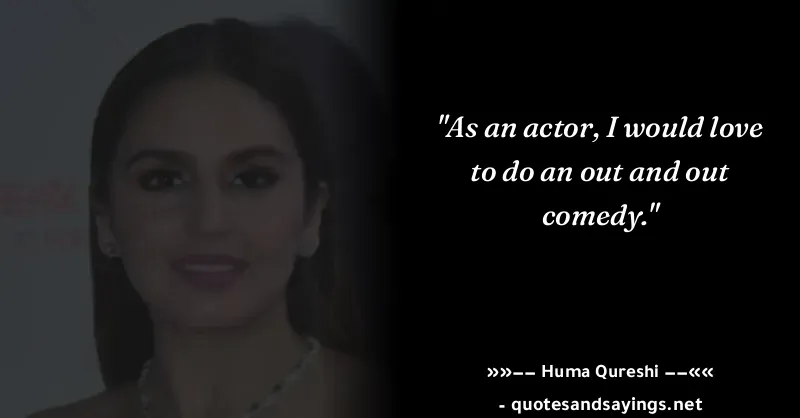 "As an actor, I would love
to do an out and out
comedy."
»»−− Huma Qureshi −−««
- quotesandsayings.net